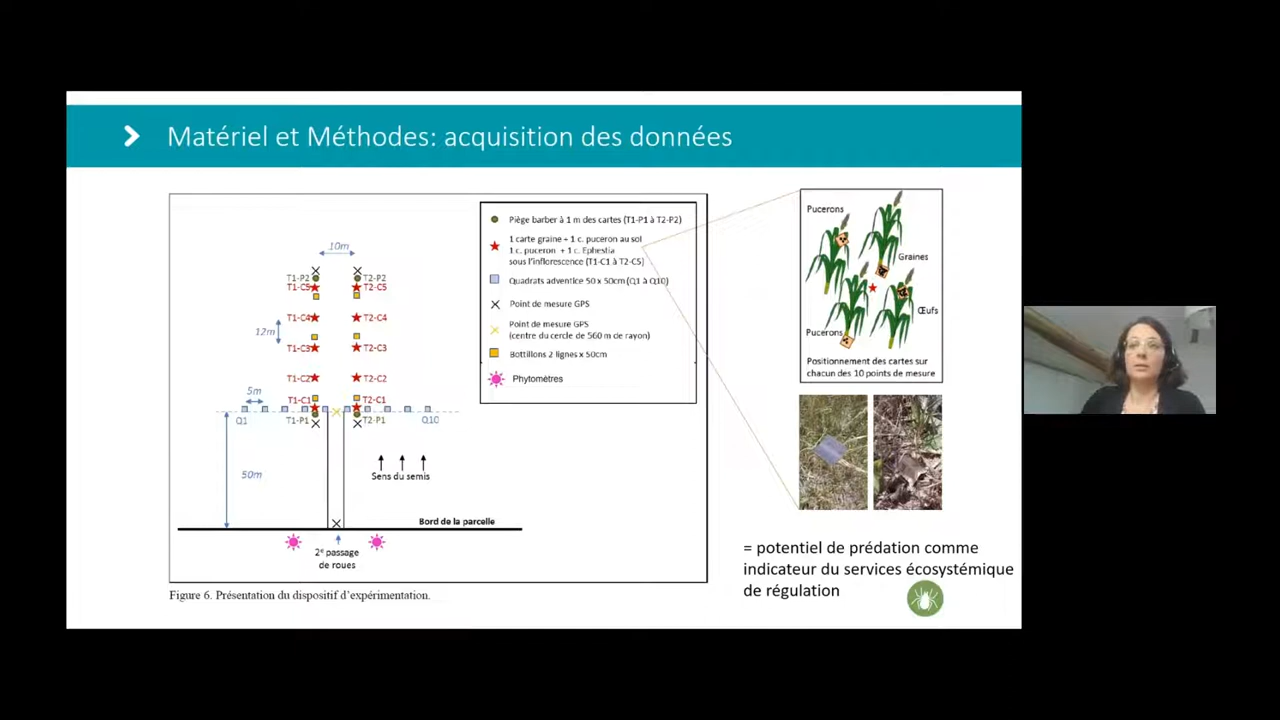 Matériel et Méthodes: acquisition des données
10m
T1-P2
T2-P2
T1-C5
T2-C5
T1-C4
T2-C4
12m
T1-C3
T2-C3
T1-C2
T2-C2
5m
T1-C1
T2-C1
Q1
T1-P1
T2-P1
Q10
50m
Sens du semis
Bord de la parcelle
2e passage
de roues
Piège barber à 1 m des cartes (T1-P1 à T2-P2)
1 carte graine + 1 c. puceron au sol
1 c. puceron + 1 c. Ephestia
sous l'inflorescence (T1-C1 à T2-C5)
Quadrats adventice 50 x 50cm (Q1 à Q10)
Point de mesure GPS
Point de mesure GPS
(centre du cercle de 560 m de rayon)
Bottillons 2 lignes x 50cm
Phytomètres
Figure 6. Présentation du dispositif d'expérimentation.
Pucerons
Graines
Œufs
Pucerons
Positionnement des cartes sur
chacun des 10 points de mesure
= potentiel de prédation comme
indicateur du services écosystémique
de régulation